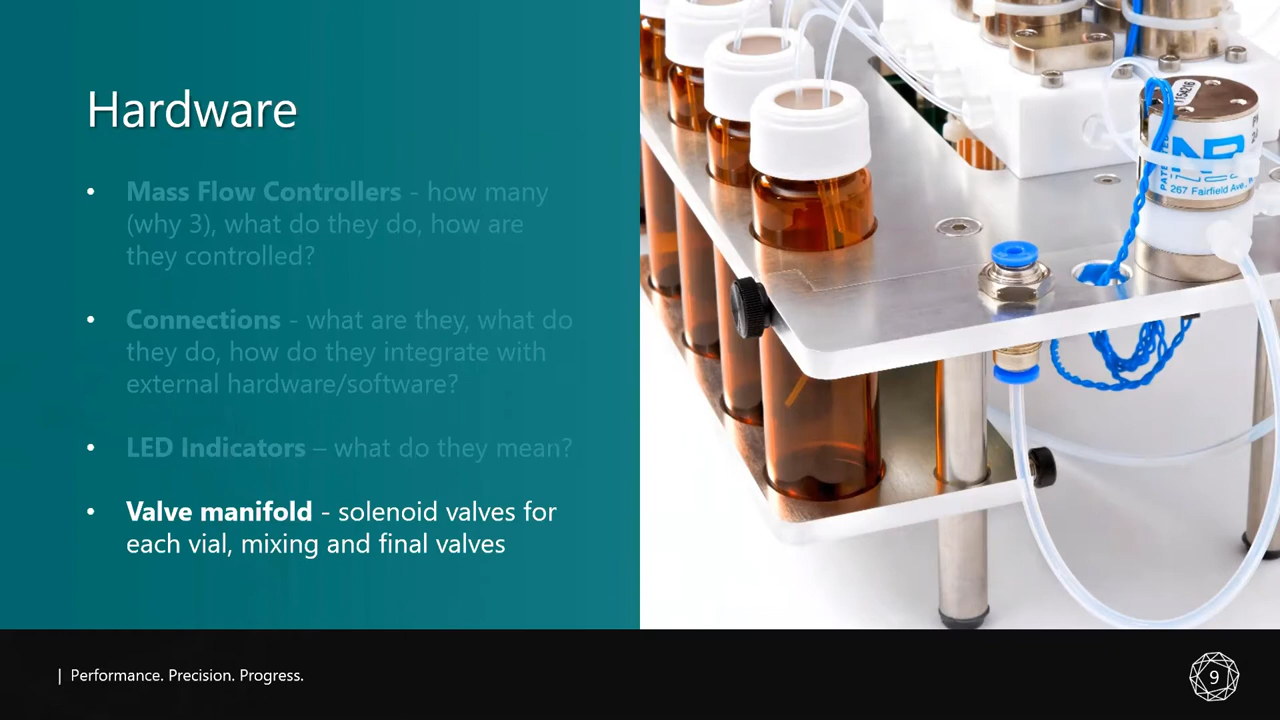 Hardware
• Mass Flow Controllers - how many
(why 3), what do they do, how are
they controlled?
• Connections - what are they, what do
they do, how do they integrate with
external hardware/software?
• LED Indicators – what do they mean?
• Valve manifold - solenoid valves for
each vial, mixing and final valves
267 Fairfield Ave.,
| Performance. Precision. Progress.
9